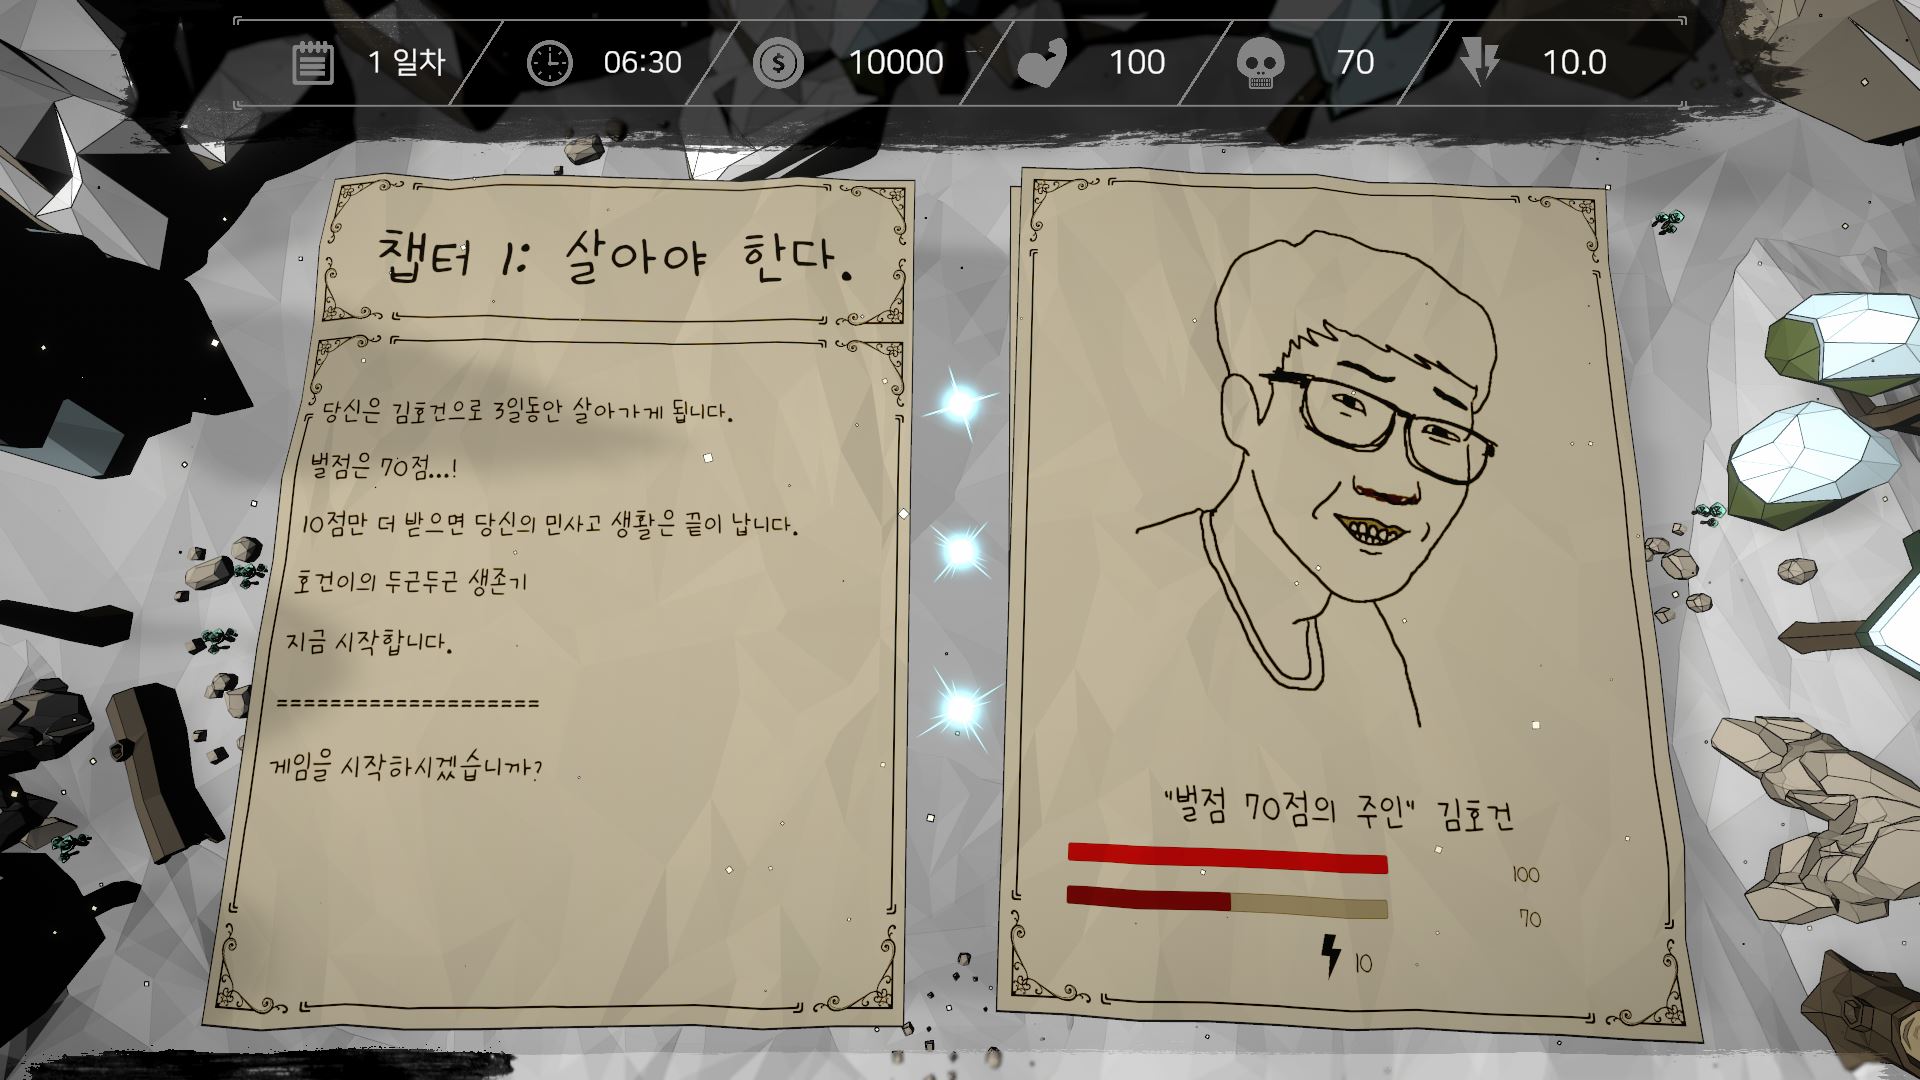 1 일차
06:30
10000
100
70
10.0
챕터 1: 살아야 한다.
당신은 김호건으로 3일동안 살아가게 됩니다.
벌점은 70점...!
10점만 더 받으면 당신의 민사고 생활은 끝이 납니다.
호건이의 두근두근 생존기
지금 시작합니다.
====================
게임을 시작하시겠습니까?
"벌점 70점의 주인" 김호건
100
70
10